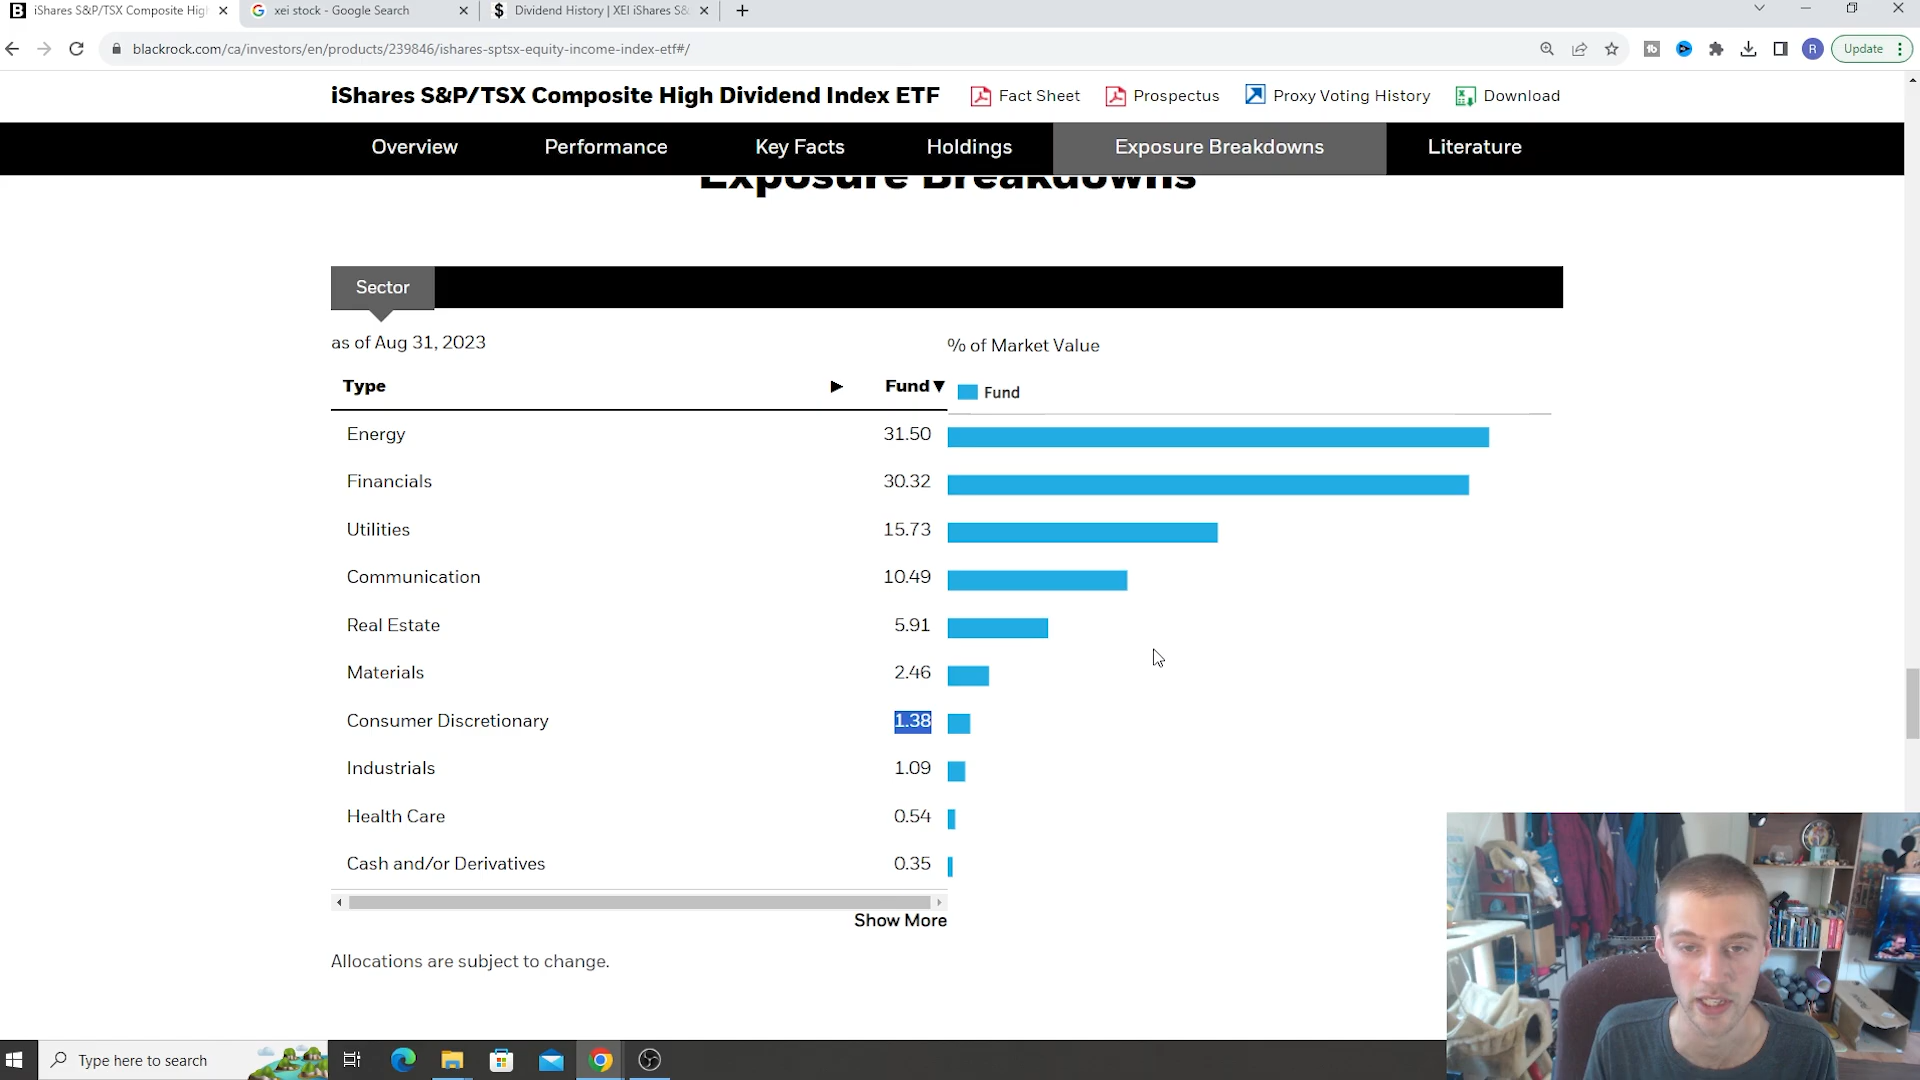 iShares S&P/TSX Composite Hig
xei stock - Google Search
Dividend History | XEI iShares S&
blackrock.com/ca/investors/en/products/239846/ishares-sptsx-equity-income-index-etf#/
R
Update
iShares S&P/TSX Composite High Dividend Index ETF
Fact Sheet
Prospectus
Proxy Voting History
Download
Overview
Performance
Key Facts
Holdings
Exposure Breakdowns
Literature
Exposure Breakdowns
Sector
as of Aug 31, 2023
% of Market Value
Type
Fund
Fund
Energy 31.50
Financials 30.32
Utilities 15.73
Communication 10.49
Real Estate 5.91
Materials 2.46
Consumer Discretionary 1.38
Industrials 1.09
Health Care 0.54
Cash and/or Derivatives 0.35
Show More
Allocations are subject to change.
Type here to search